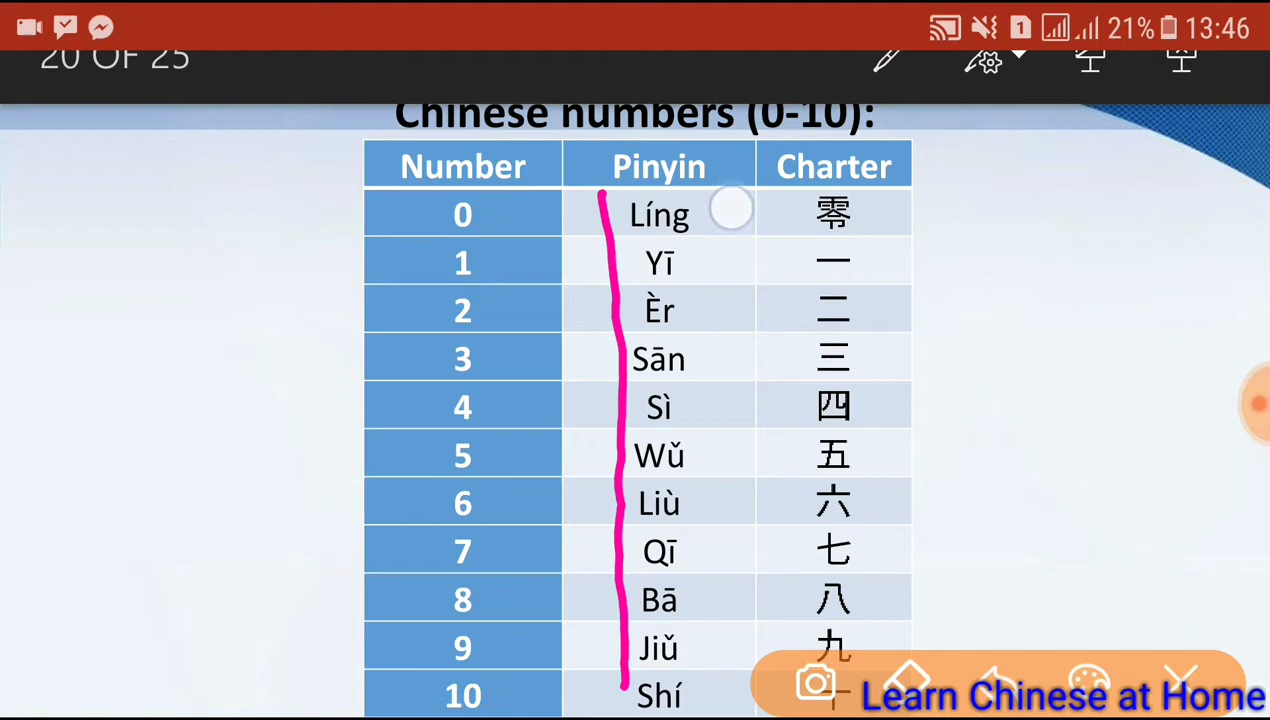 1 21% 13:46
20 OF 25
Chinese numbers (0-10):
Number Pinyin Charter
0 Líng 零
1 Yī 一
2 Èr 二
3 Sān 三
4 Sì 四
5 Wǔ 五
6 Liù 六
7 Qī 七
8 Bā 八
9 Jiǔ 九
10 Shí 十
Learn Chinese at Home